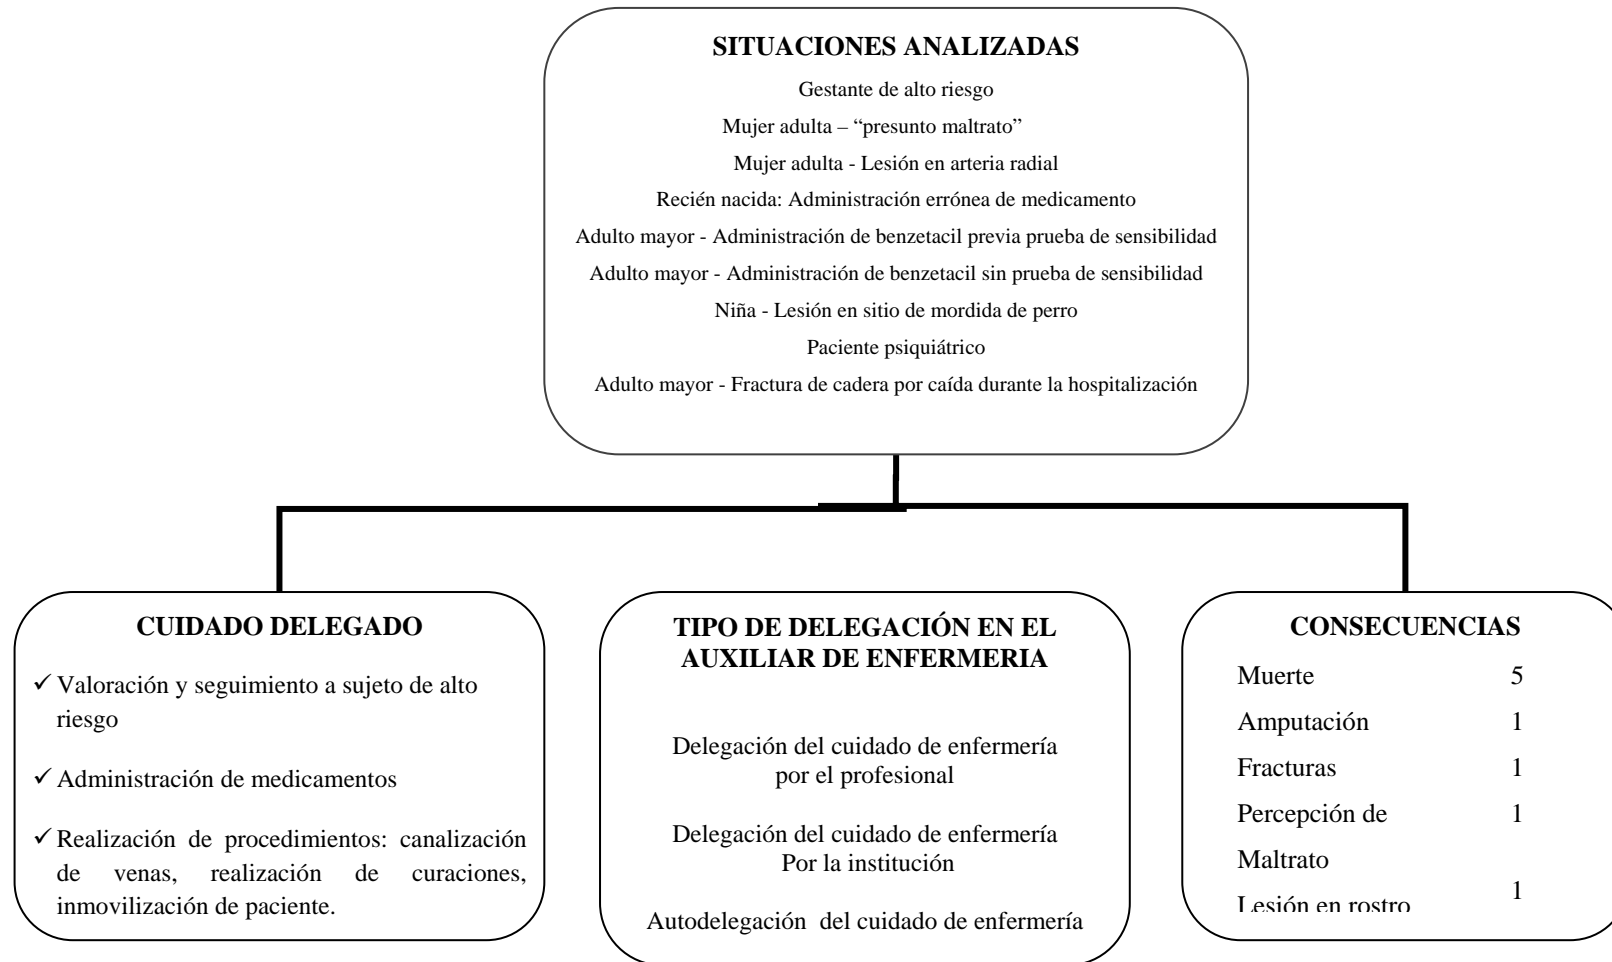 SITUACIONES ANALIZADAS
Gestante de alto riesgo
Mujer adulta – “presunto maltrato”
Mujer adulta - Lesión en arteria radial
Recién nacida: Administración errónea de medicamento
Adulto mayor - Administración de benzetacil previa prueba de sensibilidad
Adulto mayor - Administración de benzetacil sin prueba de sensibilidad
Niña - Lesión en sitio de mordida de perro
Paciente psiquiátrico
Adulto mayor - Fractura de cadera por caída durante la hospitalización
CUIDADO DELEGADO
✓ Valoración y seguimiento a sujeto de alto
riesgo
✓ Administración de medicamentos
✓ Realización de procedimientos: canalización
de venas, realización de curaciones,
inmovilización de paciente.
TIPO DE DELEGACIÓN EN EL
AUXILIAR DE ENFERMERIA
Delegación del cuidado de enfermería
por el profesional
Delegación del cuidado de enfermería
Por la institución
Autodelegación del cuidado de enfermería
CONSECUENCIAS
Muerte 5
Amputación 1
Fracturas 1
Percepción de 1
Maltrato
Lesión en rostro 1